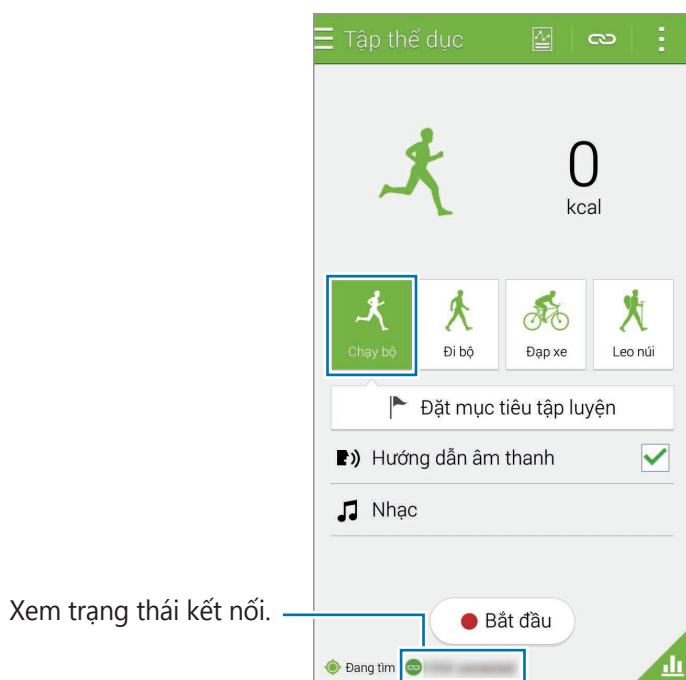 Tập thể dục
0
kcal
Chạy bộ
Đi bộ
Đạp xe
Leo núi
Đặt mục tiêu tập luyện
Hướng dẫn âm thanh
Nhạc
Xem trạng thái kết nối.
Bắt đầu
Đang tìm